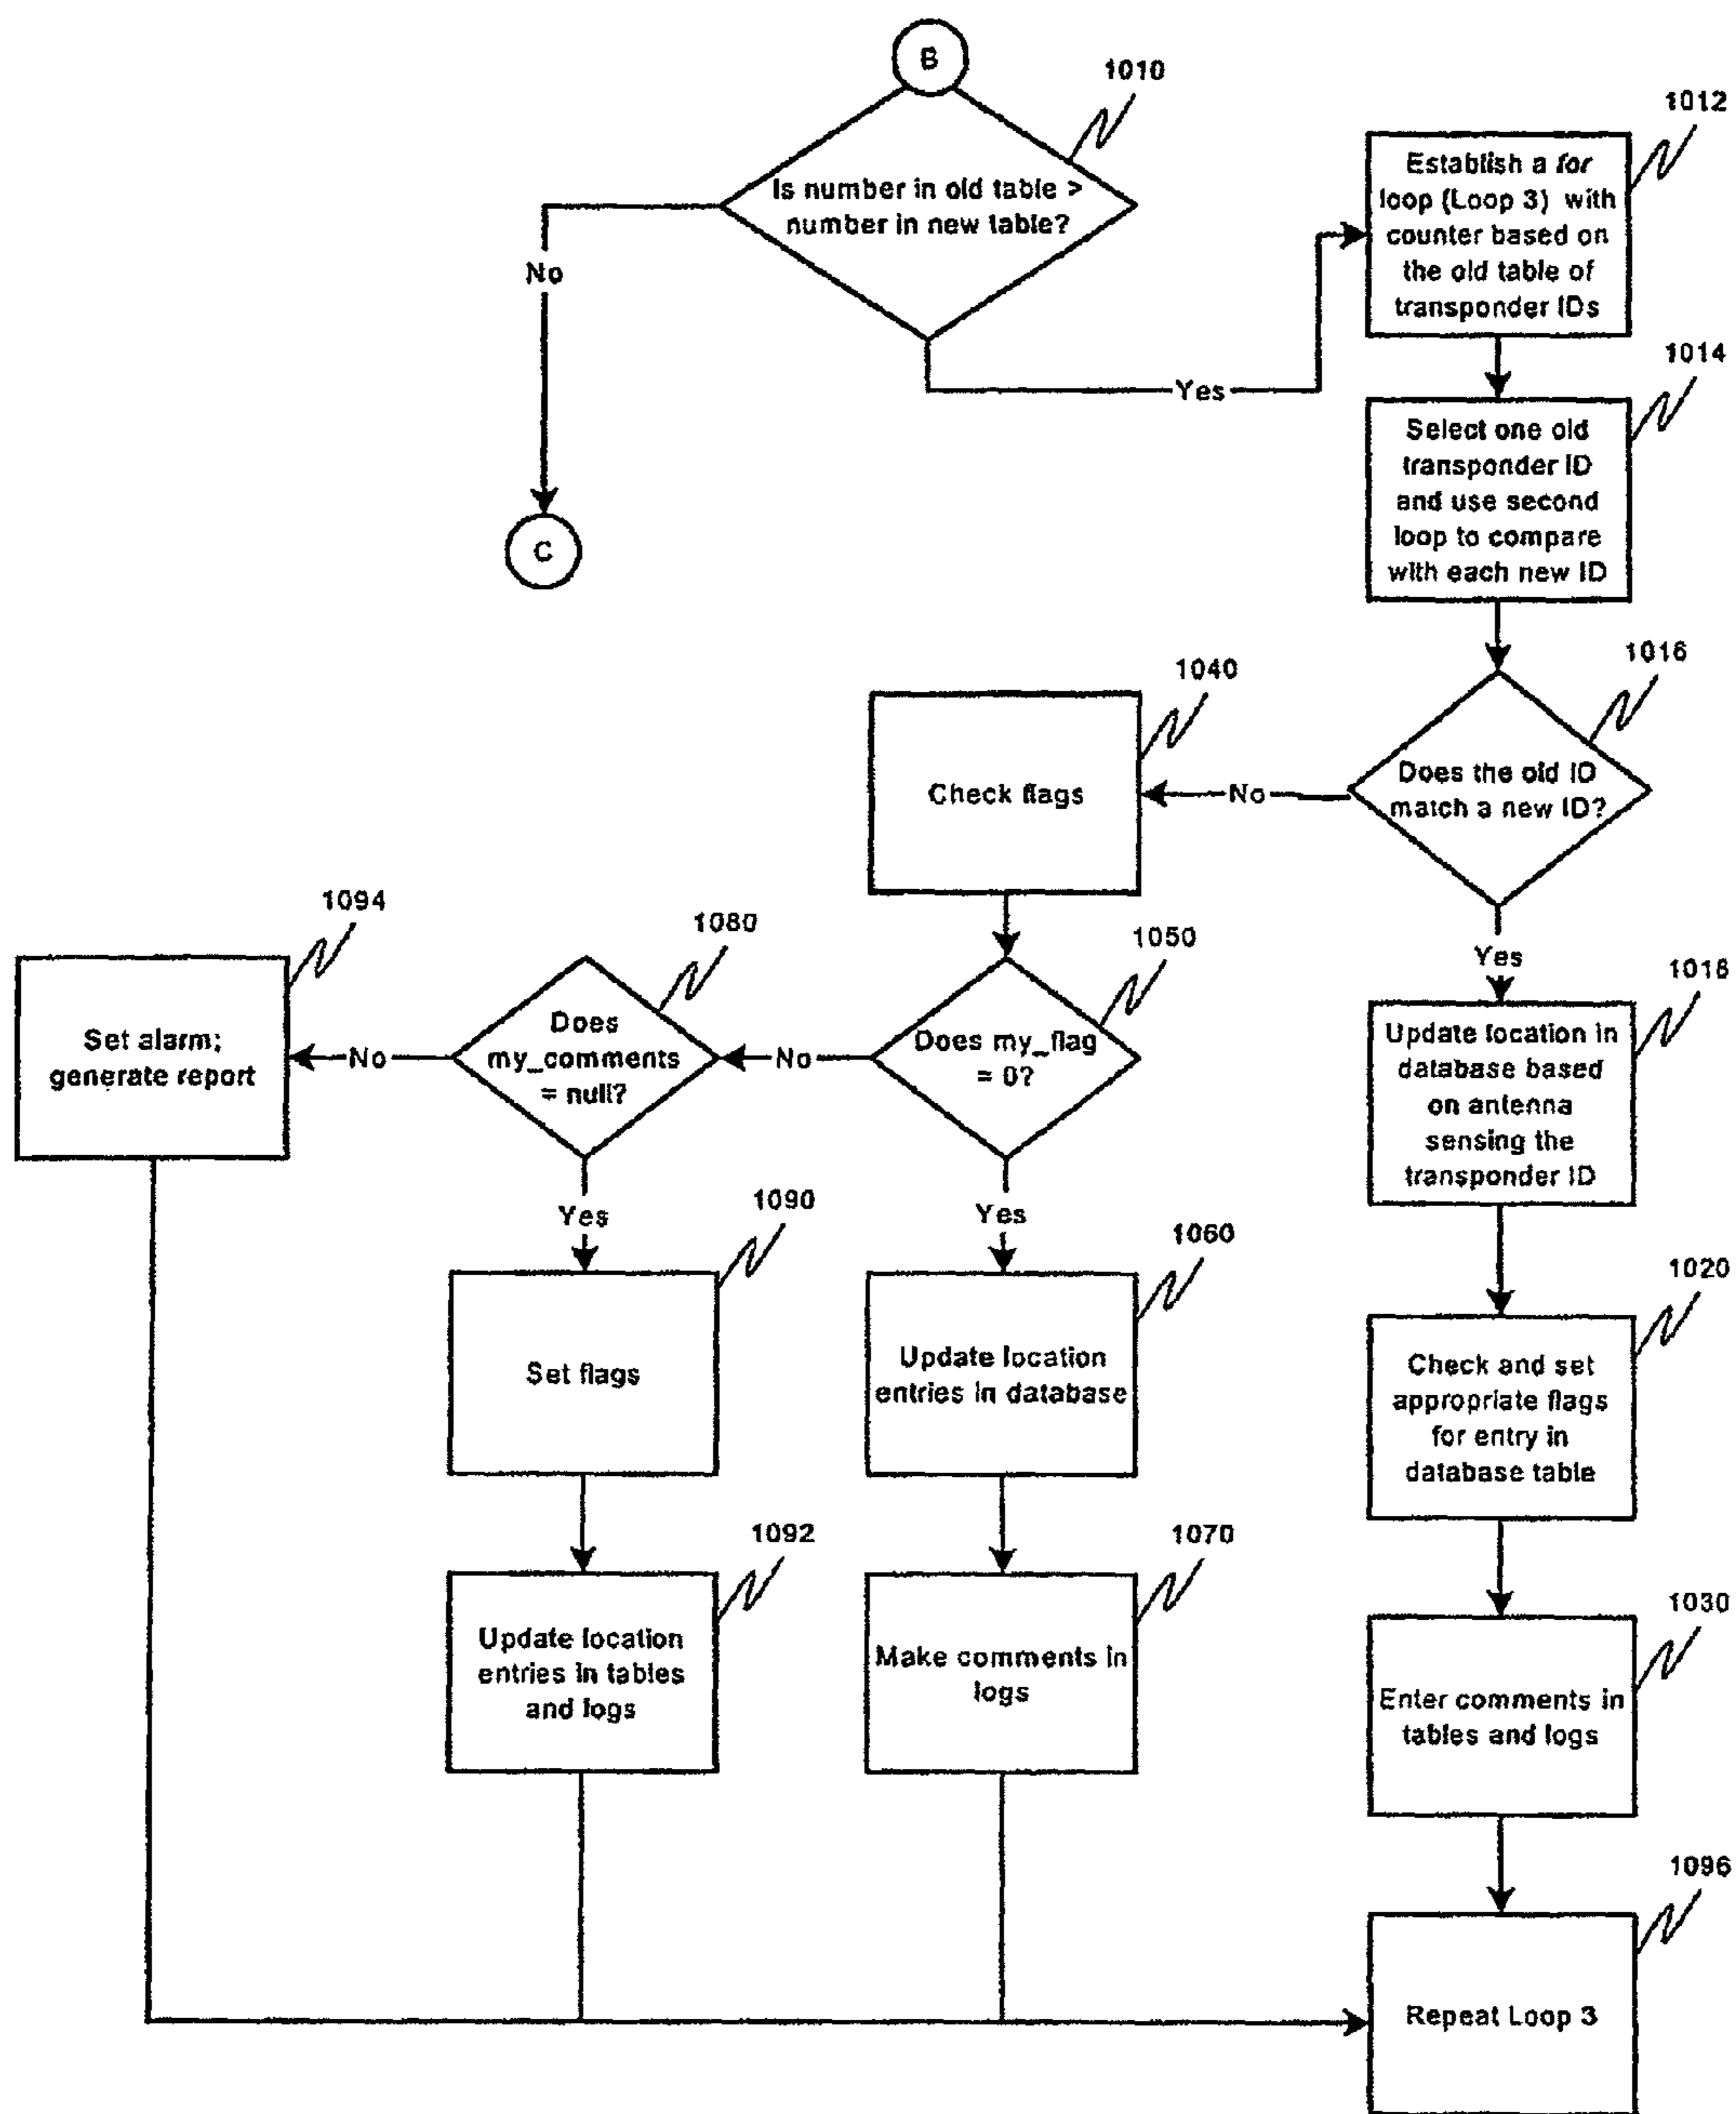 B
1010
Is number in old table >
number in new table?
No
Yes
C
1012
Establish a for
loop (Loop 3) with
counter based on
the old table of
transponder IDs
1014
Select one old
transponder ID
and use second
loop to compare
with each new ID
1016
Does the old ID
match a new ID?
No
Yes
1040
Check flags
1050
Does my_flag
= 0?
No
Yes
1080
Does
my_comments
= null?
No
Yes
1094
Set alarm;
generate report
1018
Update location in
database based
on antenna
sensing the
transponder ID
1090
Set flags
1060
Update location
entries in database
1020
Check and set
appropriate flags
for entry in
database table
1092
Update location
entries in tables
and logs
1070
Make comments in
logs
1030
Enter comments in
tables and logs
1096
Repeat Loop 3